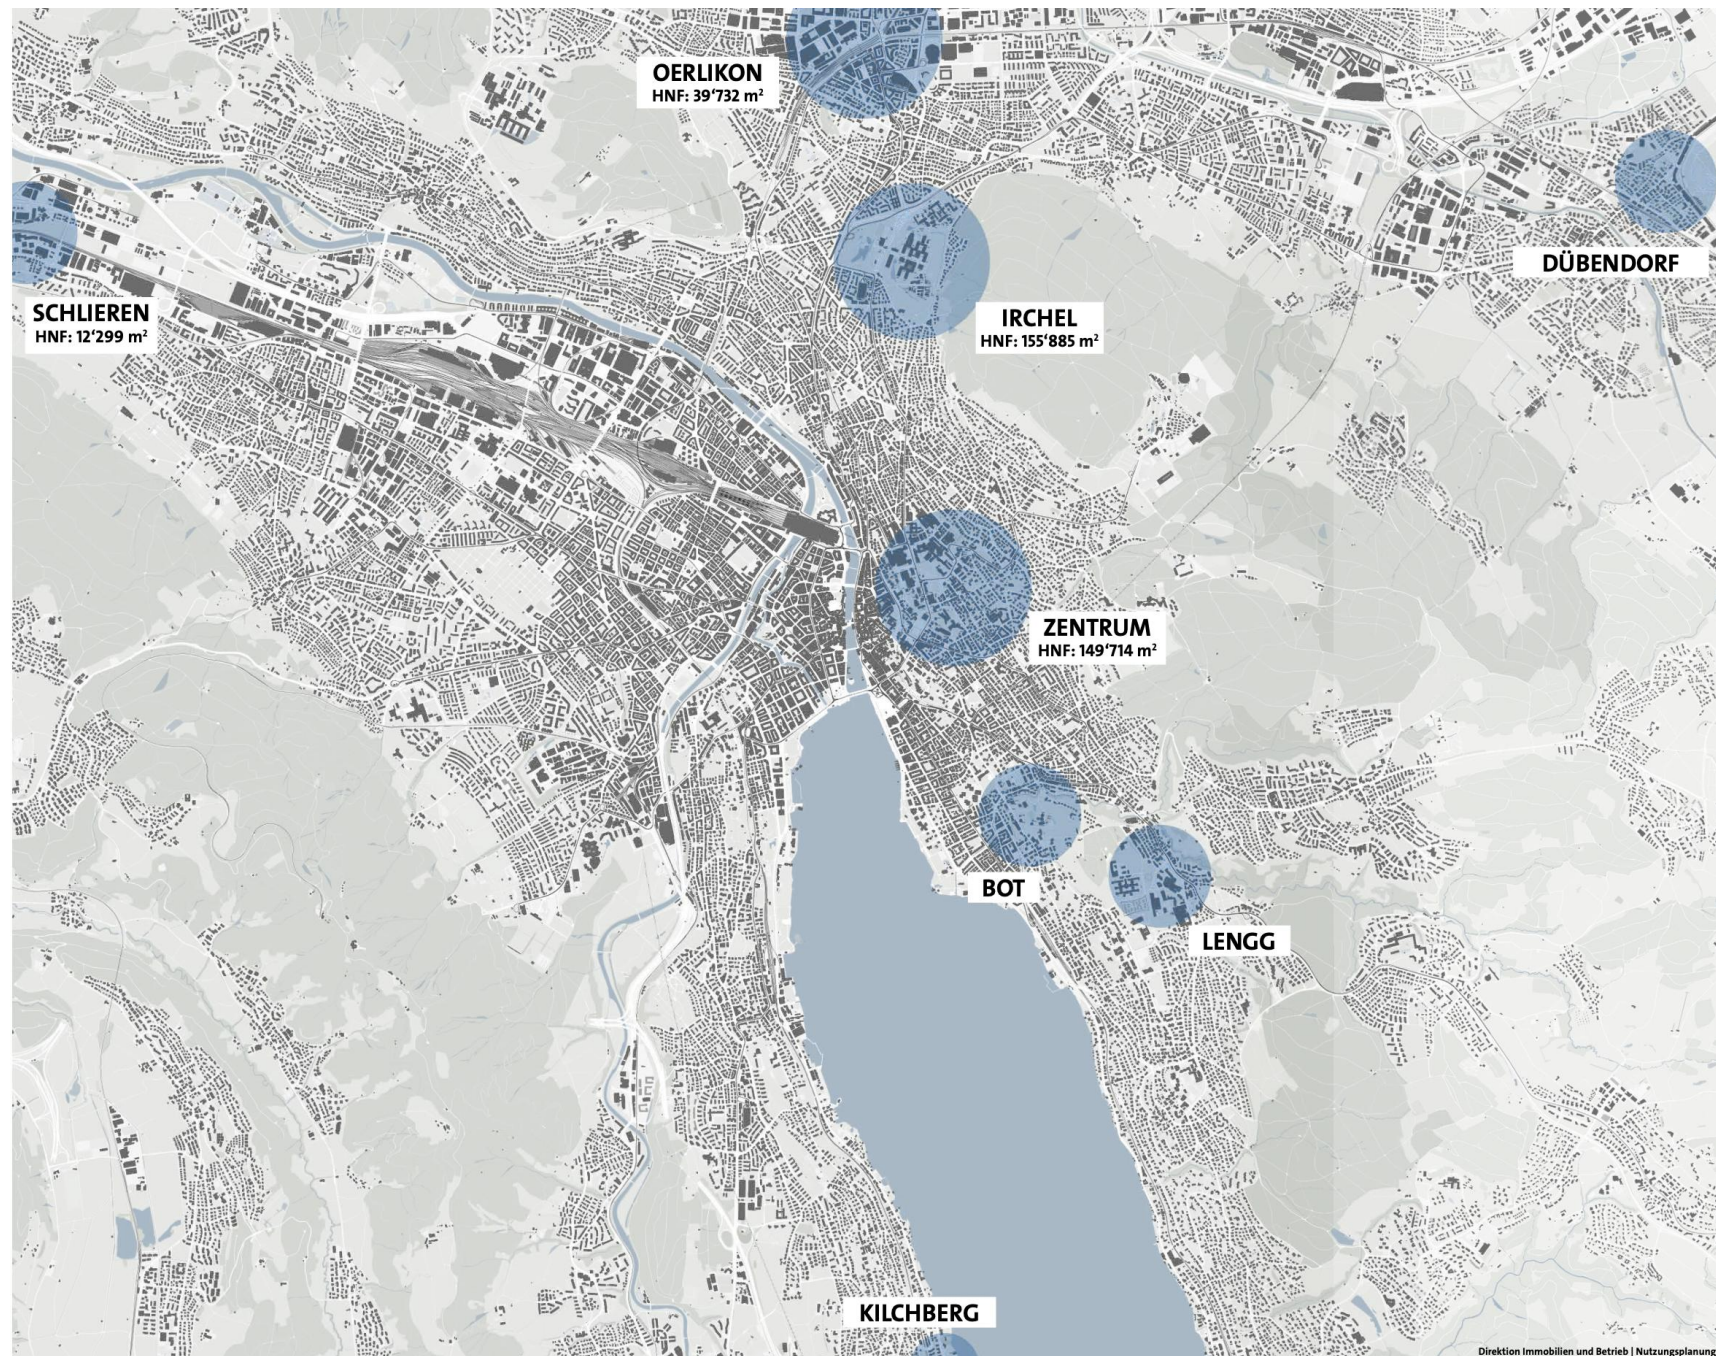 OERLIKON
HNF: 39‘732 m²
DÜBENDORF
SCHLIEREN
HNF: 12‘299 m²
IRCHEL
HNF: 155‘885 m²
ZENTRUM
HNF: 149‘714 m²
BOT
LENGG
KILCHBERG
Direktion Immobilien und Betrieb | Nutzungsplanung